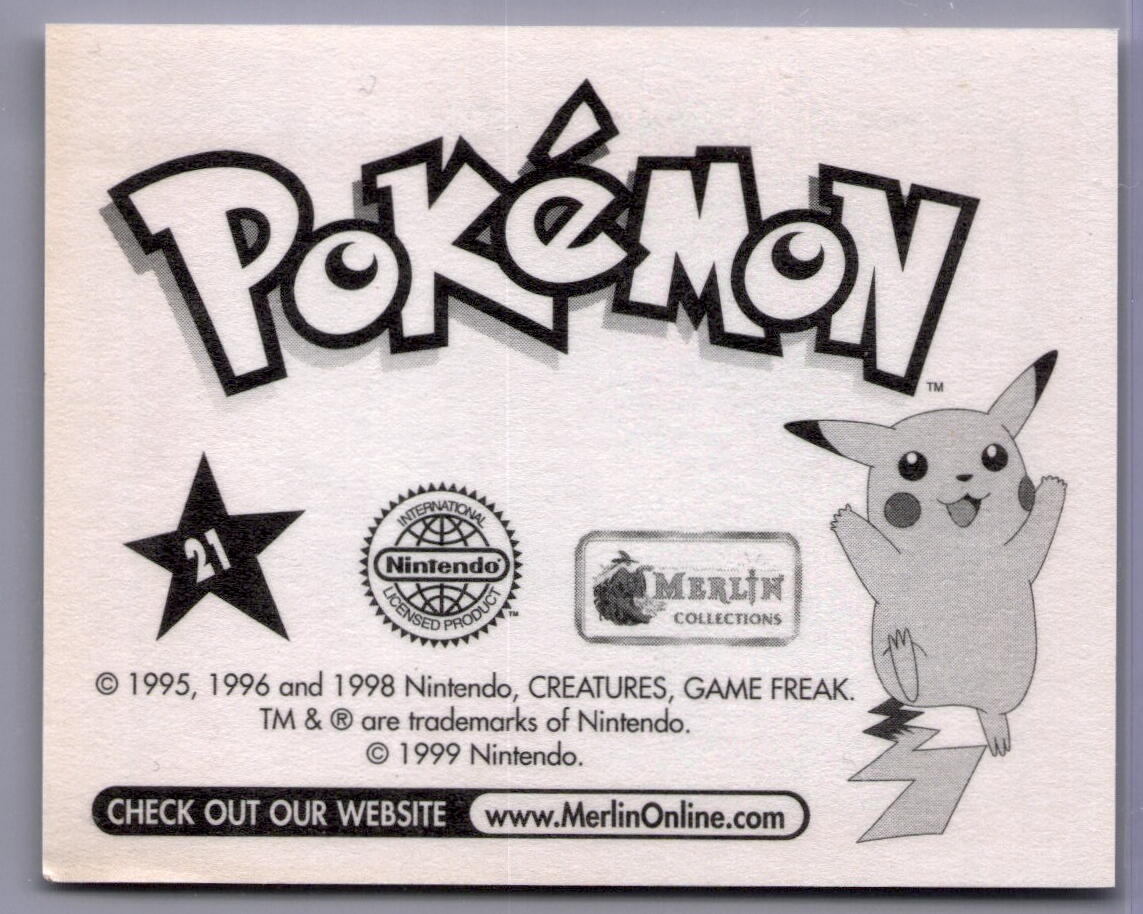 POKéMON
TM
21
INTERNATIONAL
Nintendo®
LICENSED PRODUCT
TM
MERLIN
COLLECTIONS
© 1995, 1996 and 1998 Nintendo, CREATURES, GAME FREAK.
TM & ® are trademarks of Nintendo.
© 1999 Nintendo.
CHECK OUT OUR WEBSITE www.MerlinOnline.com